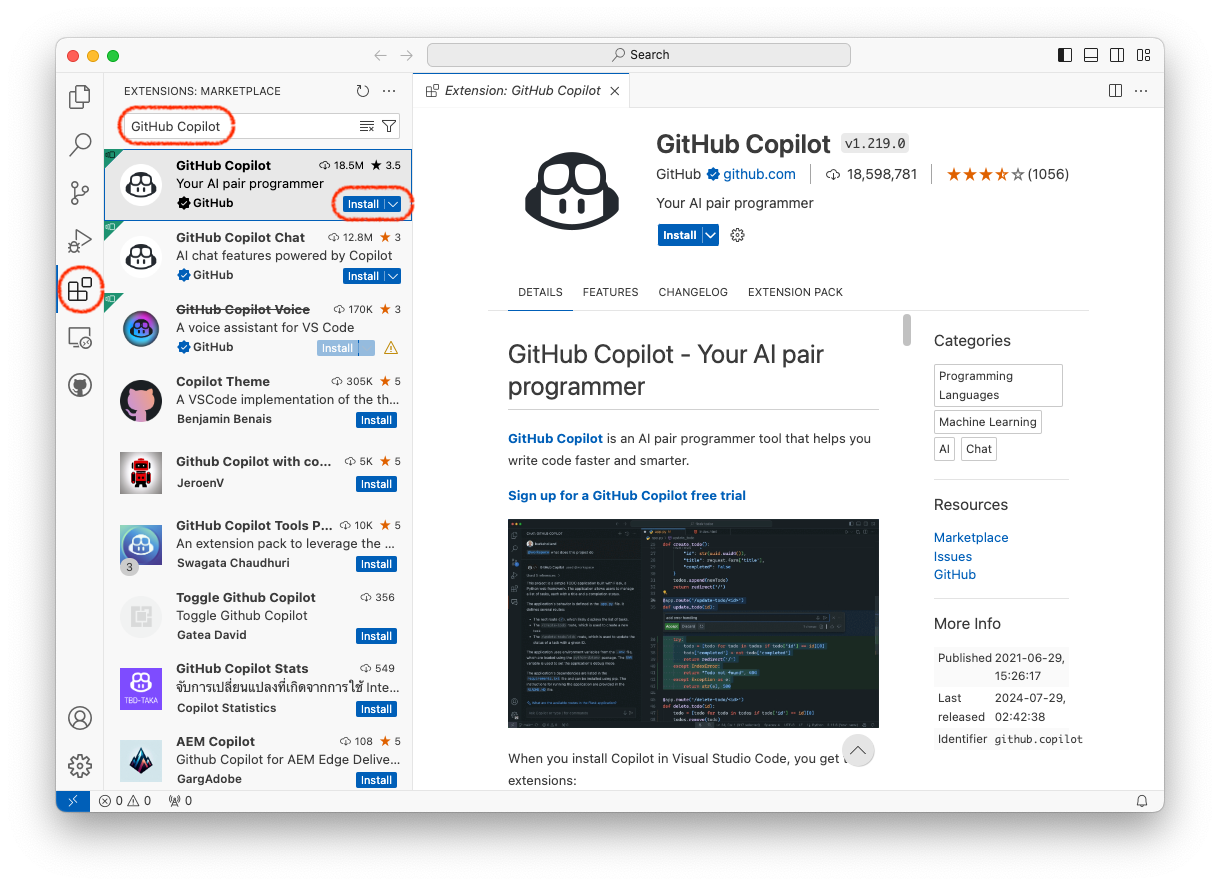 Search
EXTENSIONS: MARKETPLACE
GitHub Copilot
GitHub Copilot 18.5M ★ 3.5
Your AI pair programmer
GitHub
Install
GitHub Copilot Chat 12.8M ★ 3
AI chat features powered by Copilot
GitHub
Install
GitHub Copilot Voice 170K ★ 3
A voice assistant for VS Code
GitHub
Install
Copilot Theme 305K ★ 5
A VSCode implementation of the th...
Benjamin Benais
Install
Github Copilot with co... 5K ★ 5
JeroenV
Install
GitHub Copilot Tools P... 10K ★ 5
An extension pack to leverage the ...
3
Swagata Chaudhuri
Install
Toggle Github Copilot 356
Toggle Github Copilot
Gatea David
Install
GitHub Copilot Stats 549
TBD-TAKA
จับการเปลี่ยนแปลงที่เกิดจากการใช้ Inte...
Copilot Statistics
Install
AEM Copilot 108 ★ 5
Github Copilot for AEM Edge Delive...
GargAdobe
Install
0 0 0
Extension: GitHub Copilot
GitHub Copilot v1.219.0
GitHub github.com 18,598,781 ★★★★☆ (1056)
Your AI pair programmer
Install
DETAILS FEATURES CHANGELOG EXTENSION PACK
GitHub Copilot - Your AI pair
programmer
GitHub Copilot is an AI pair programmer tool that helps you
write code faster and smarter.
Sign up for a GitHub Copilot free trial
When you install Copilot in Visual Studio Code, you get
extensions:
Categories
Programming
Languages
Machine Learning
AI Chat
Resources
Marketplace
Issues
GitHub
More Info
Published 2021-06-29,
15:26:17
Last 2024-07-29,
released 02:42:38
Identifier github.copilot